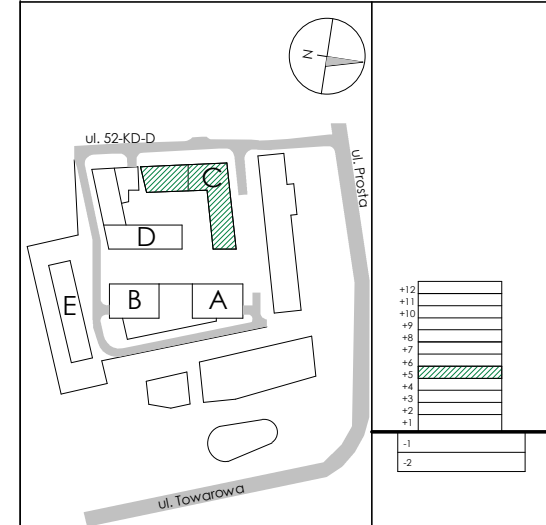 N
ul. 52-KD-D
ul. Prosta
C
D
E
B
A
ul. Towarowa
+12
+11
+10
+9
+8
+7
+6
+5
+4
+3
+2
+1
-1
-2